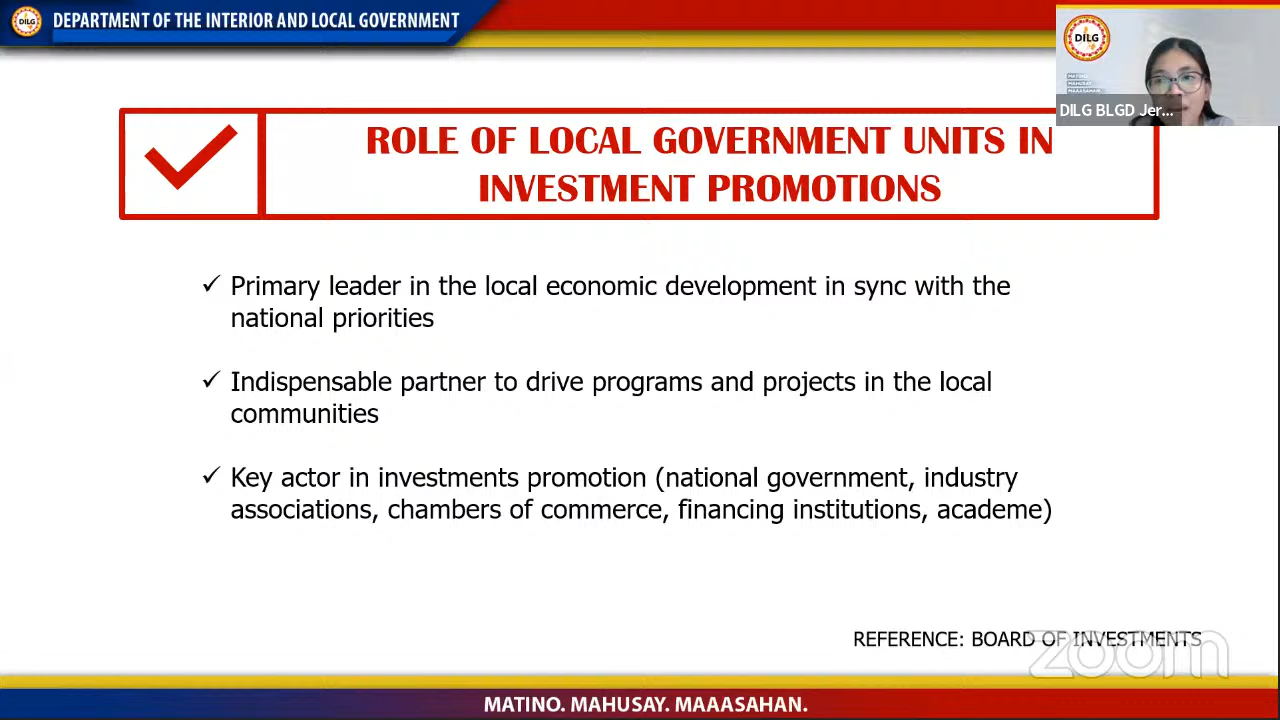 DEPARTMENT OF THE INTERIOR AND LOCAL GOVERNMENT
DILG
DILG BLGD Jer...
ROLE OF LOCAL GOVERNMENT UNITS IN
INVESTMENT PROMOTIONS
✓ Primary leader in the local economic development in sync with the
national priorities
✓ Indispensable partner to drive programs and projects in the local
communities
✓ Key actor in investments promotion (national government, industry
associations, chambers of commerce, financing institutions, academe)
REFERENCE: BOARD OF INVESTMENTS
zoom
MATINO. MAHUSAY. MAAASAHAN.